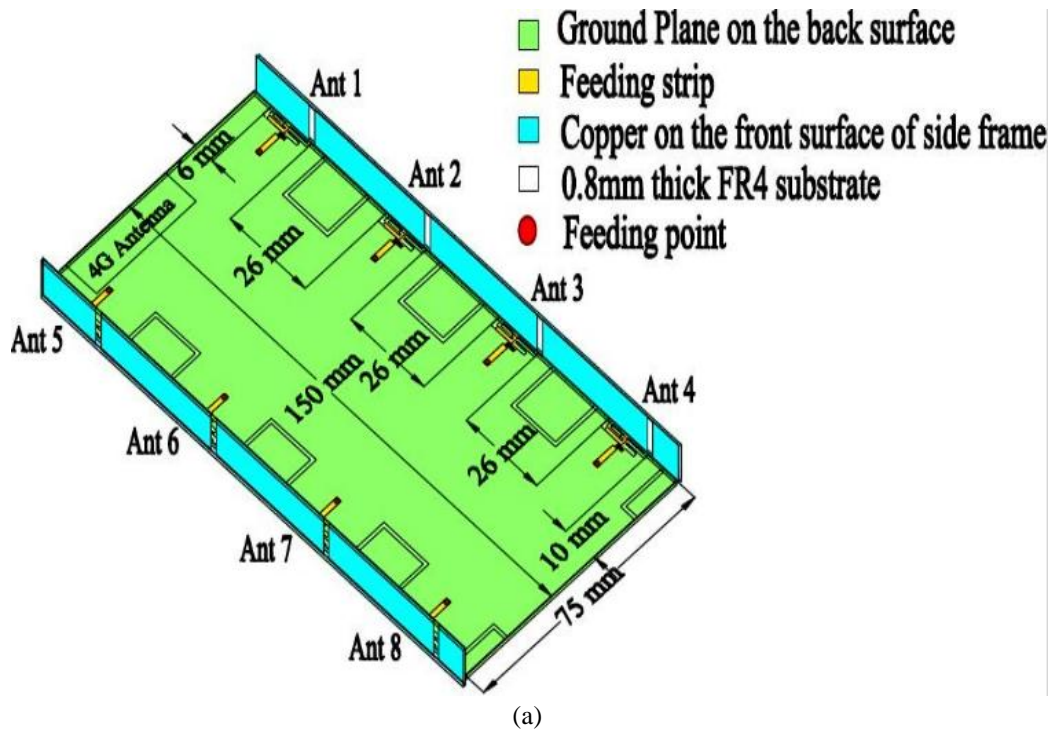 Ground Plane on the back surface
Feeding strip
Copper on the front surface of side frame
0.8mm thick FR4 substrate
Feeding point
Ant 1
6 mm
Ant 2
4G Antenna
26 mm
Ant 3
Ant 5
150 mm
26 mm
Ant 4
Ant 6
26 mm
Ant 7
10 mm
75 mm
Ant 8
(a)